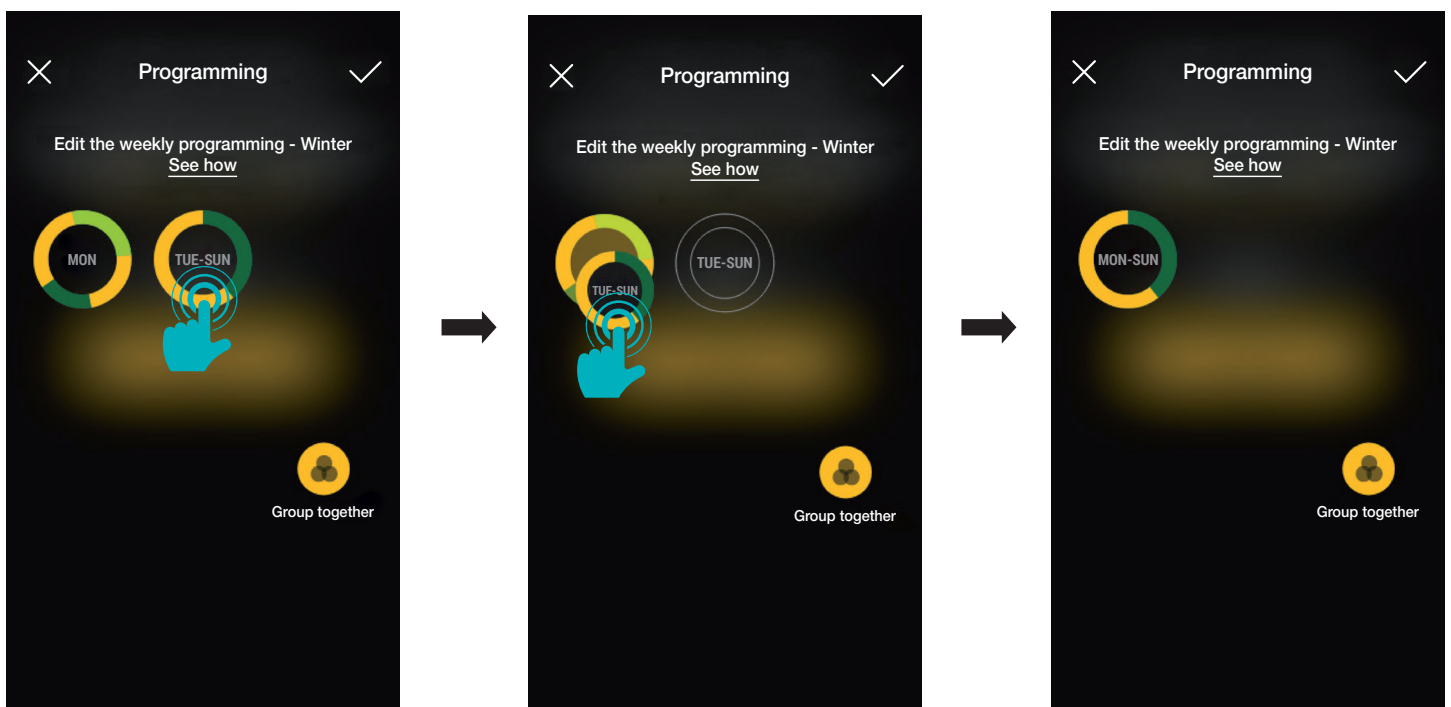 Programming
Edit the weekly programming - Winter
See how
MON
TUE-SUN
Group together
Programming
Edit the weekly programming - Winter
See how
TUE-SUN
TUE-SUN
Group together
Programming
Edit the weekly programming - Winter
See how
MON-SUN
Group together